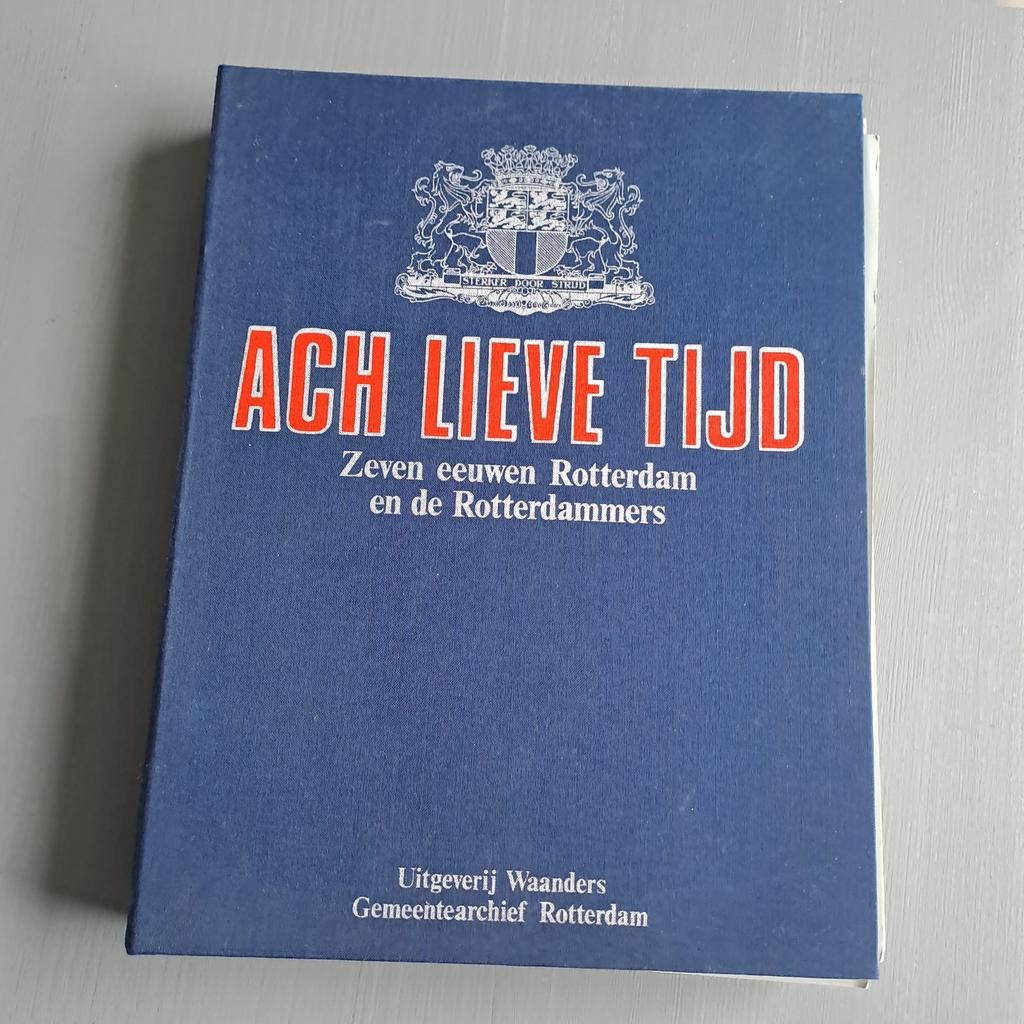 STERKER DOOR STRIJD
ACH LIEVE TIJD
Zeven eeuwen Rotterdam
en de Rotterdammers
Uitgeverij Waanders
Gemeentearchief Rotterdam